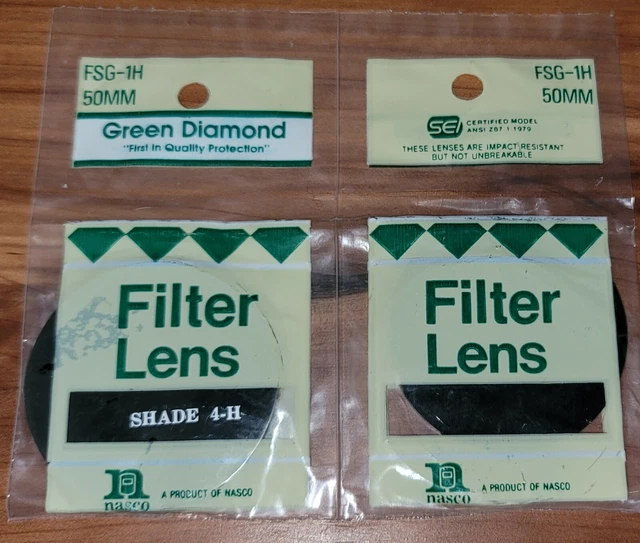 FSG-1H
50MM
Green Diamond
"First in Quality Protection"
Filter
Lens
SHADE 4-H
n
nasco
A PRODUCT OF NASCO
FSG-1H
50MM
SEI
CERTIFIED MODEL
ANSI Z87.1 1979
THESE LENSES ARE IMPACT RESISTANT
BUT NOT UNBREAKABLE
Filter
Lens
n
nasco
A PRODUCT OF NASCO